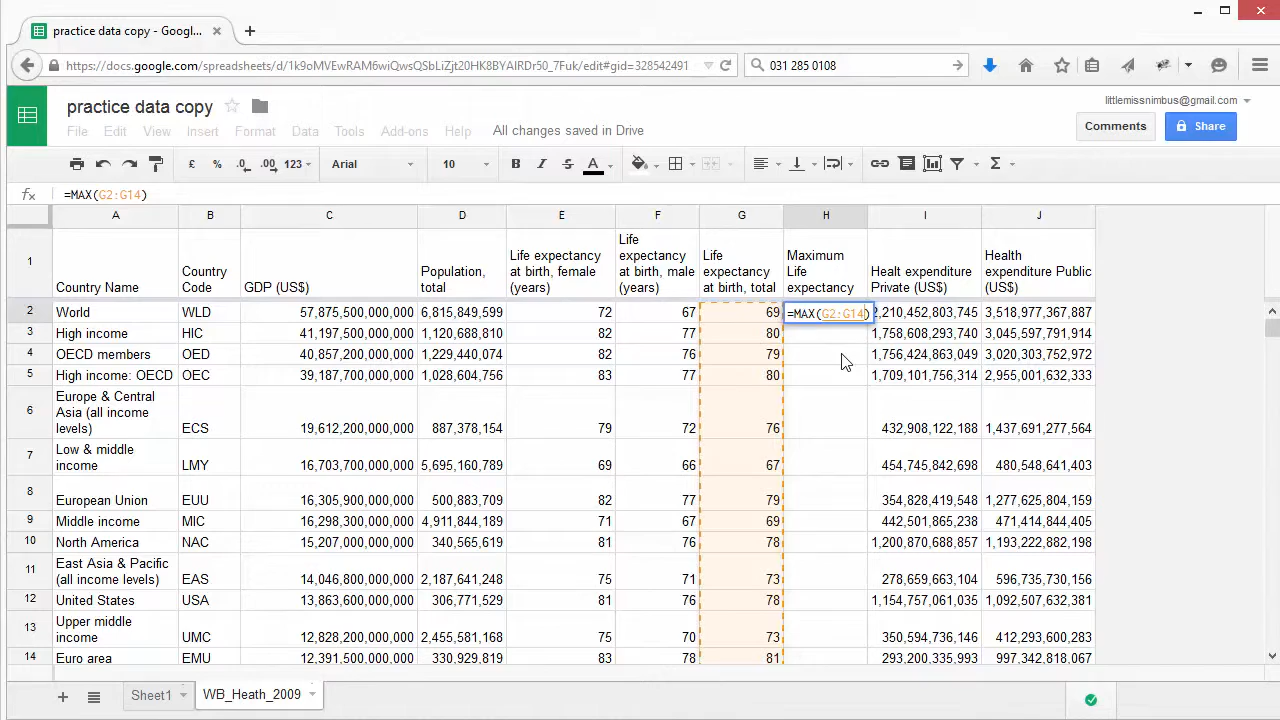 practice data copy - Googl...
https://docs.google.com/spreadsheets/d/1k9oMVEwRAM6wiQwsQSbLiZjt20HK8BYAIRDr50_7Fuk/edit#gid=328542491
031 285 0108
practice data copy
littlemissnimbus@gmail.com
File Edit View Insert Format Data Tools Add-ons Help All changes saved in Drive
Comments
Share
£ % .0 .00 123 Arial 10 B I S A Σ
fx =MAX(G2:G14)
A B C D E F G H I J
1 Country Name Country Code GDP (US$) Population, total Life expectancy at birth, female (years) Life expectancy at birth, male (years) Life expectancy at birth, total Maximum Life expectancy Healt expenditure Private (US$) Health expenditure Public (US$)
2 World WLD 57,875,500,000,000 6,815,849,599 72 67 69 =MAX(G2:G14) 2,210,452,803,745 3,518,977,367,887
3 High income HIC 41,197,500,000,000 1,120,688,810 82 77 80 1,758,608,293,740 3,045,597,791,914
4 OECD members OED 40,857,200,000,000 1,229,440,074 82 76 79 1,756,424,863,049 3,020,303,752,972
5 High income: OECD OEC 39,187,700,000,000 1,028,604,756 83 77 80 1,709,101,756,314 2,955,001,632,333
6 Europe & Central Asia (all income levels) ECS 19,612,200,000,000 887,378,154 79 72 76 432,908,122,188 1,437,691,277,564
7 Low & middle income LMY 16,703,700,000,000 5,695,160,789 69 66 67 454,745,842,698 480,548,641,403
8 European Union EUU 16,305,900,000,000 500,883,709 82 77 79 354,828,419,548 1,277,625,804,159
9 Middle income MIC 16,298,300,000,000 4,911,844,189 71 67 69 442,501,865,238 471,414,844,405
10 North America NAC 15,207,000,000,000 340,565,619 81 76 78 1,200,870,688,857 1,193,222,882,198
11 East Asia & Pacific (all income levels) EAS 14,046,800,000,000 2,187,641,248 75 71 73 278,659,663,104 596,735,730,156
12 United States USA 13,863,600,000,000 306,771,529 81 76 78 1,154,757,061,035 1,092,507,632,381
13 Upper middle income UMC 12,828,200,000,000 2,455,581,168 75 70 73 350,594,736,146 412,293,600,283
14 Euro area EMU 12,391,500,000,000 330,929,819 83 78 81 293,200,335,993 997,342,818,067
Sheet1 WB_Heath_2009